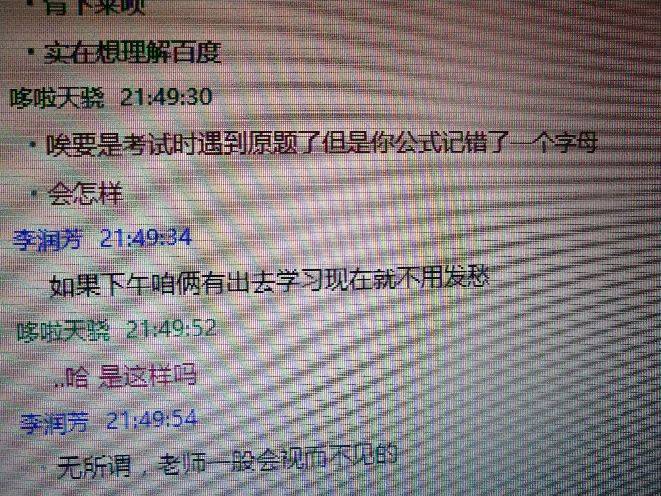 有下来呗
实在想理解百度
哆啦天骁 21:49:30
唉要是考试时遇到原题了但是你公式记错了一个字母
会怎样
李润芳 21:49:34
如果下午咱俩有出去学习现在就不用发愁
哆啦天骁 21:49:52
..哈 是这样吗
李润芳 21:49:54
无所谓，老师一般会视而不见的